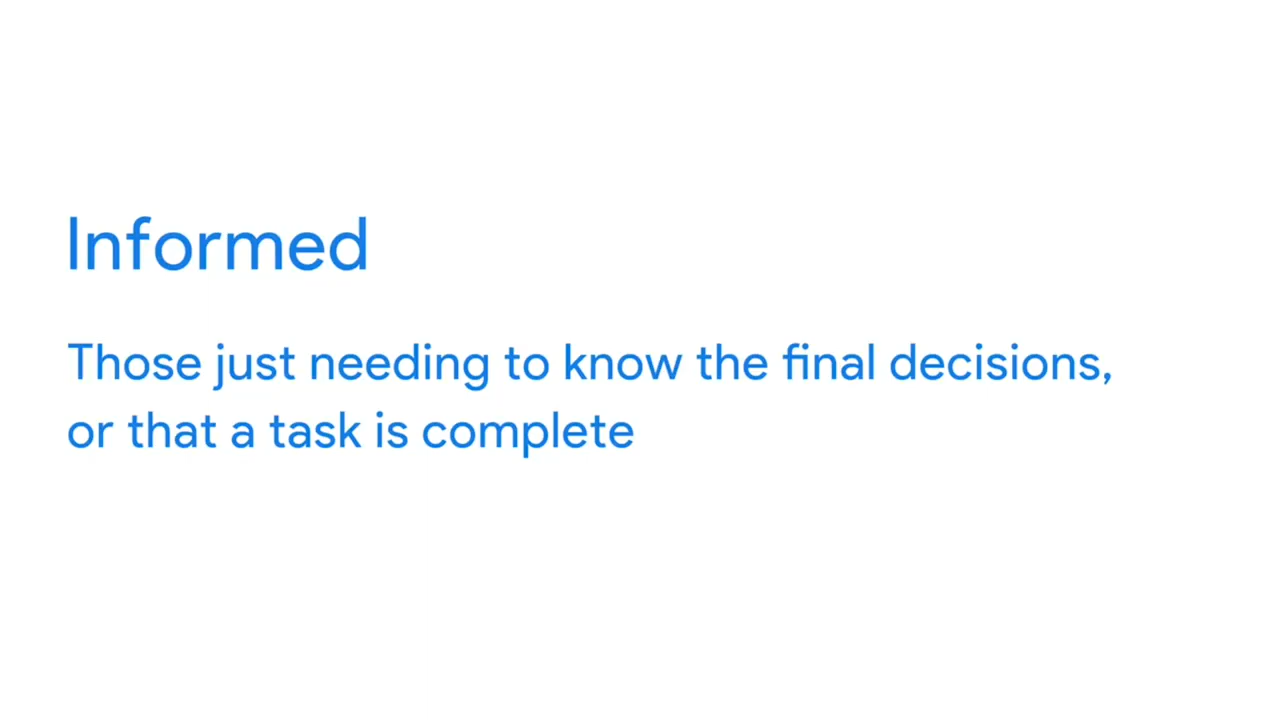 Informed
Those just needing to know the final decisions,
or that a task is complete